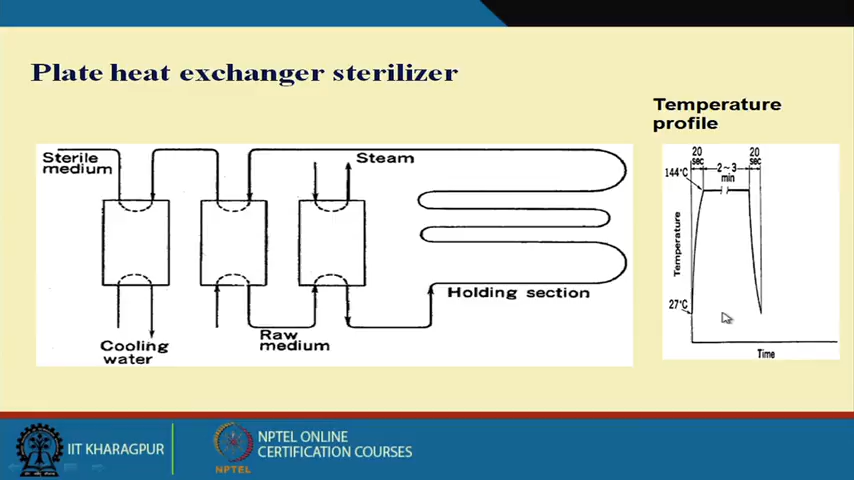 Plate heat exchanger sterilizer
Temperature
profile
Sterile
medium
Steam
Holding section
Raw
medium
Cooling
water
20
sec
2~3
min
20
sec
144°C
Temperature
27°C
Time
IIT KHARAGPUR
NPTEL
NPTEL ONLINE
CERTIFICATION COURSES